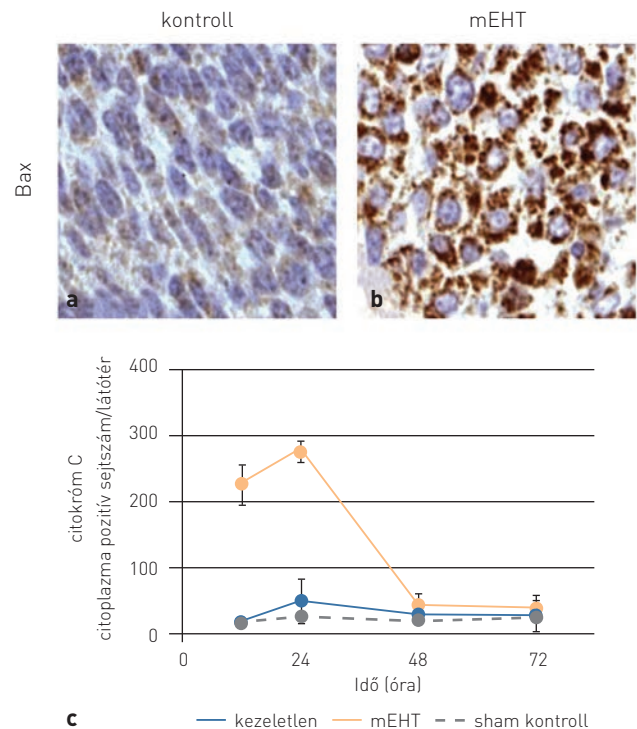 kontroll
mEHT
Bax
a
b
citokróm C
citoplazma pozitív sejtszám/látótér
400
300
200
100
0
0 24 48 72
Idő (óra)
c
kezeletlen mEHT sham kontroll